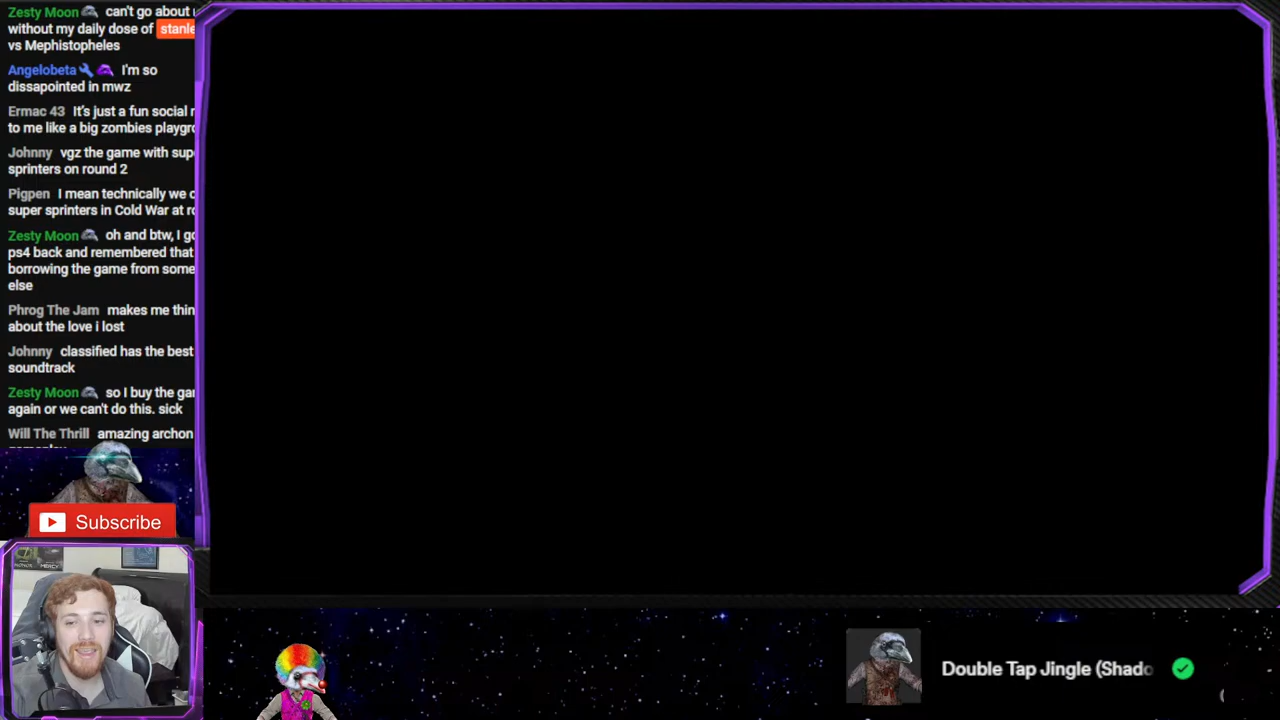 Zesty Moon can't go about
without my daily dose of stanle
vs Mephistopheles
Angelobeta I'm so
dissapointed in mwz
Ermac 43 It's just a fun social
to me like a big zombies playgr
Johnny vgz the game with sup
sprinters on round 2
Pigpen I mean technically we
super sprinters in Cold War at
Zesty Moon oh and btw, I
ps4 back and remembered that
borrowing the game from some
else
Phrog The Jam makes me thin
about the love i lost
Johnny classified has the best
soundtrack
Zesty Moon so I buy the
again or we can't do this. sick
Will The Thrill amazing archon
Subscribe
Double Tap Jingle (Shado